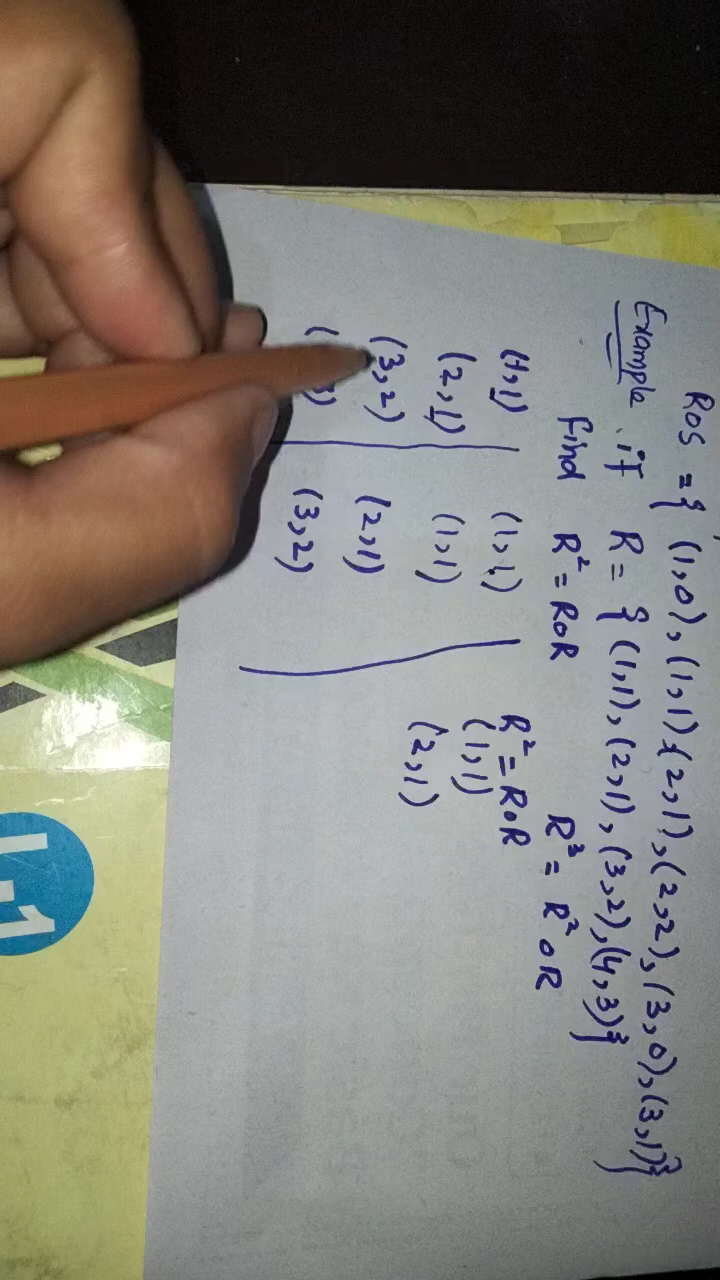 ROS = { (1,0), (1,1) (2,1), (2,2), (3,0), (3,1)}
Example if R = { (1,1), (2,1), (3,2), (4,3)}
find R² = ROR R³ = R² OR
(1,1) (1,1) R² = ROR
(2,1) (1,1) (1,1)
(3,2) (2,1) (2,1)
(3,2)